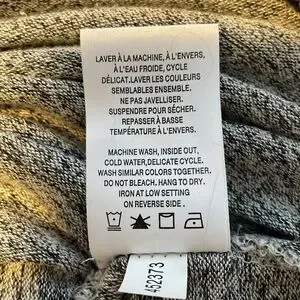 LAVER À LA MACHINE, À L'ENVERS,
À L'EAU FROIDE, CYCLE
DÉLICAT.LAVER LES COULEURS
SEMBLABLES ENSEMBLE.
NE PAS JAVELLISER.
SUSPENDRE POUR SÉCHER.
REPASSER À BASSE
TEMPÉRATURE À L'ENVERS.
MACHINE WASH, INSIDE OUT,
COLD WATER,DELICATE CYCLE.
WASH SIMILAR COLORS TOGETHER.
DO NOT BLEACH. HANG TO DRY.
IRON AT LOW SETTING
ON REVERSE SIDE .
452373